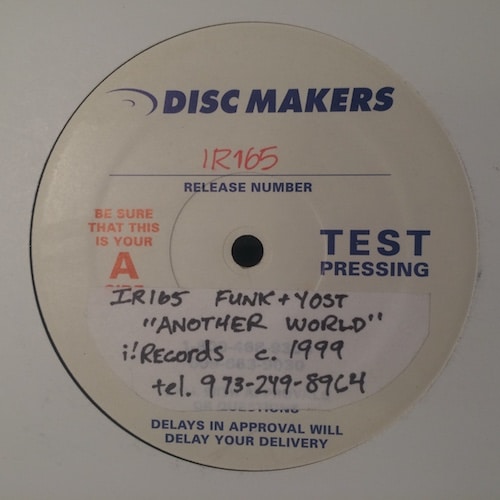 DISC MAKERS
IR165
RELEASE NUMBER
BE SURE
THAT THIS
IS YOUR
A
TEST
PRESSING
IR165 FUNK + YOST
"ANOTHER WORLD"
i! RECORDS c. 1999
tel. 973-249-8964
QUESTIONS
DELAYS IN APPROVAL WILL
DELAY YOUR DELIVERY